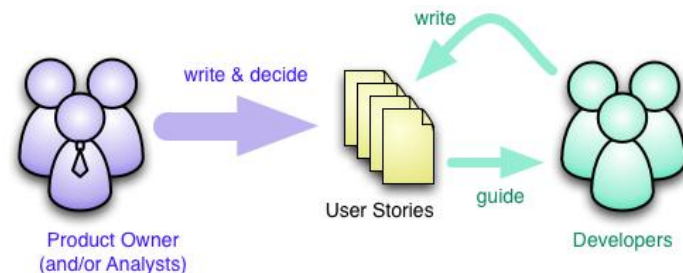 write
write & decide
User Stories
guide
Product Owner
(and/or Analysts)
Developers